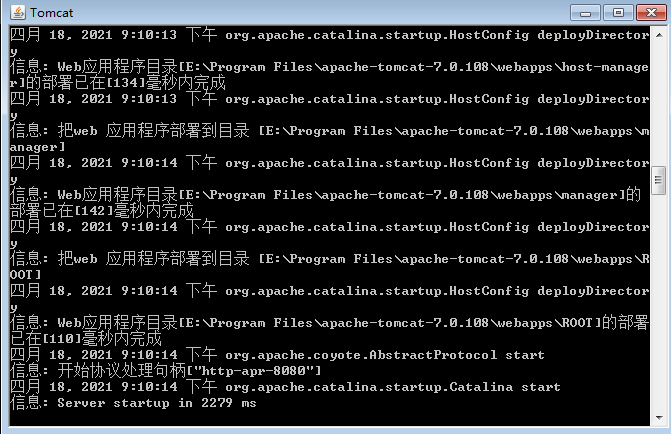 Tomcat
四月 18, 2021 9:10:13 下午 org.apache.catalina.startup.HostConfig deployDirector
y
信息: Web应用程序目录[E:\Program Files\apache-tomcat-7.0.108\webapps\host-manage
r]的部署已在[134]毫秒内完成
四月 18, 2021 9:10:13 下午 org.apache.catalina.startup.HostConfig deployDirector
y
信息: 把web 应用程序部署到目录 [E:\Program Files\apache-tomcat-7.0.108\webapps\m
anager]
四月 18, 2021 9:10:14 下午 org.apache.catalina.startup.HostConfig deployDirector
y
信息: Web应用程序目录[E:\Program Files\apache-tomcat-7.0.108\webapps\manager]的
部署已在[142]毫秒内完成
四月 18, 2021 9:10:14 下午 org.apache.catalina.startup.HostConfig deployDirector
y
信息: 把web 应用程序部署到目录 [E:\Program Files\apache-tomcat-7.0.108\webapps\R
OOT]
四月 18, 2021 9:10:14 下午 org.apache.catalina.startup.HostConfig deployDirector
y
信息: Web应用程序目录[E:\Program Files\apache-tomcat-7.0.108\webapps\ROOT]的部署
已在[110]毫秒内完成
四月 18, 2021 9:10:14 下午 org.apache.coyote.AbstractProtocol start
信息: 开始协议处理句柄["http-apr-8080"]
四月 18, 2021 9:10:14 下午 org.apache.catalina.startup.Catalina start
信息: Server startup in 2279 ms